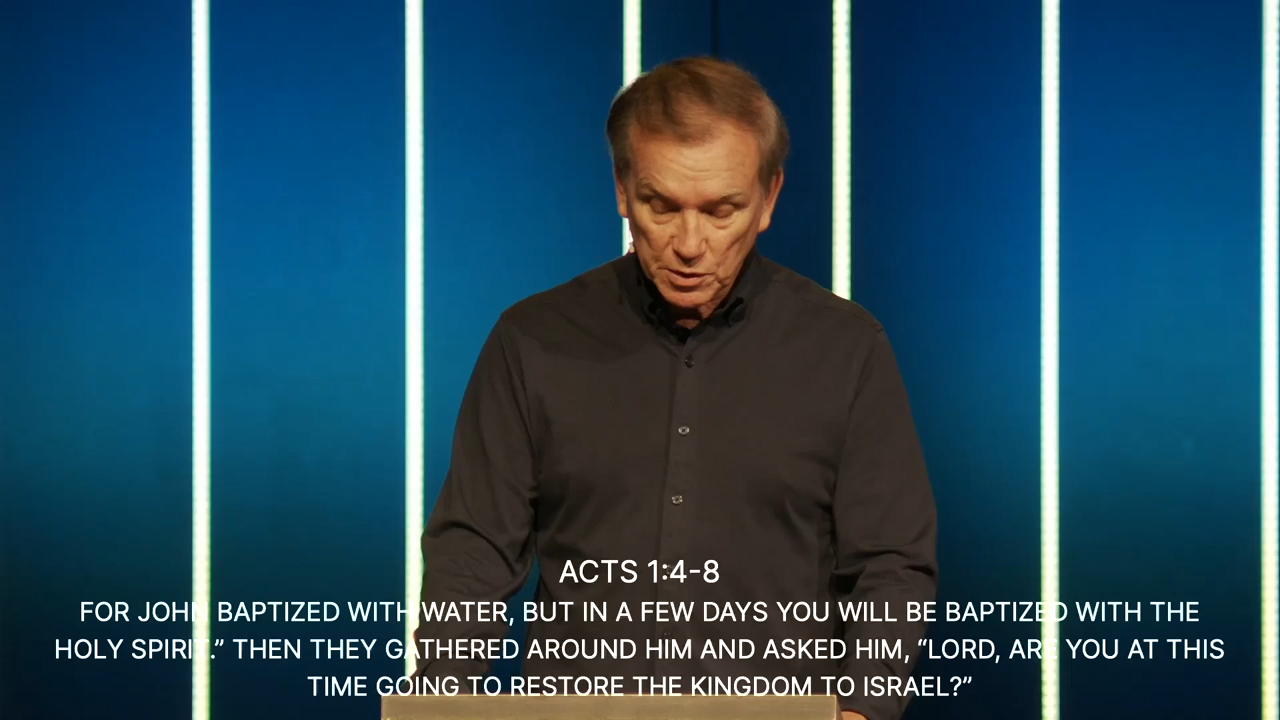 ACTS 1:4-8
FOR JOHN BAPTIZED WITH WATER, BUT IN A FEW DAYS YOU WILL BE BAPTIZED WITH THE
HOLY SPIRIT.” THEN THEY GATHERED AROUND HIM AND ASKED HIM, “LORD, ARE YOU AT THIS
TIME GOING TO RESTORE THE KINGDOM TO ISRAEL?”